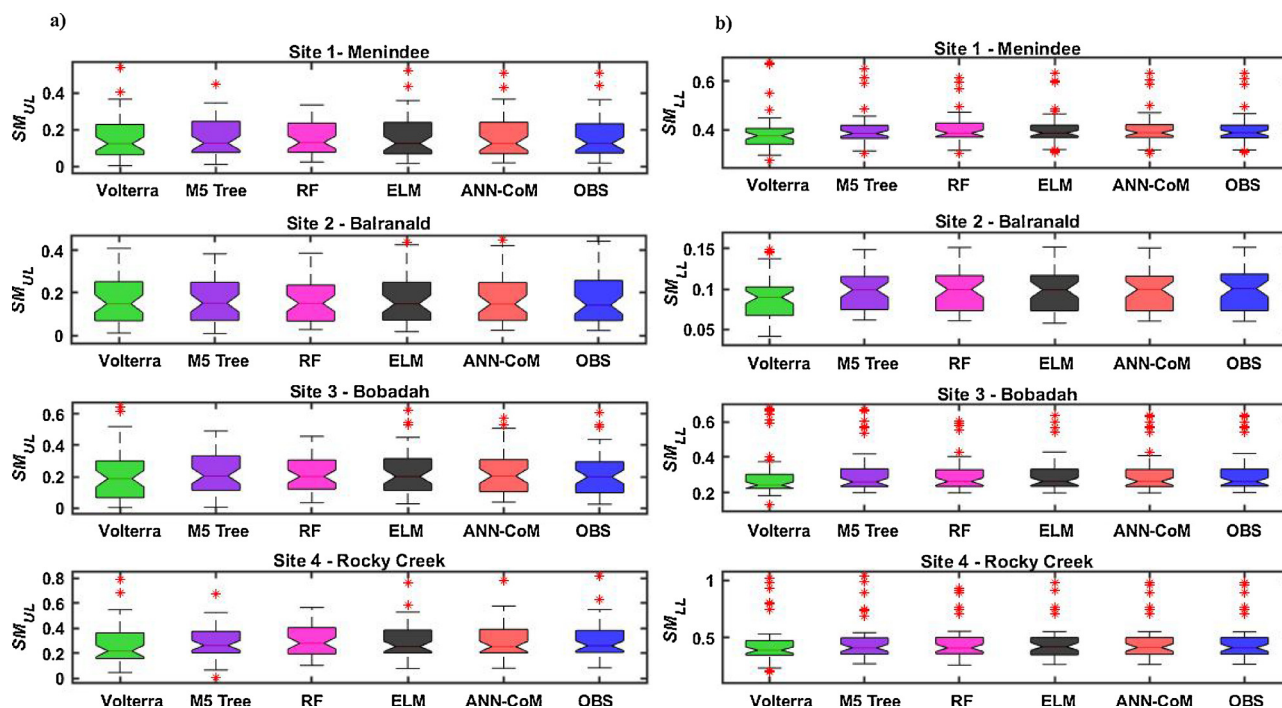 a)
Site 1- Menindee
SM_UL
0.4
0.2
0
Volterra M5 Tree RF ELM ANN-CoM OBS
Site 2 - Balranald
SM_UL
0.4
0.2
0
Volterra M5 Tree RF ELM ANN-CoM OBS
Site 3 - Bobadah
SM_UL
0.6
0.4
0.2
0
Volterra M5 Tree RF ELM ANN-CoM OBS
Site 4 - Rocky Creek
SM_UL
0.8
0.6
0.4
0.2
0
Volterra M5 Tree RF ELM ANN-CoM OBS
b)
Site 1 - Menindee
SM_LL
0.6
0.4
Volterra M5 Tree RF ELM ANN-CoM OBS
Site 2 - Balranald
SM_LL
0.15
0.1
0.05
Volterra M5 Tree RF ELM ANN-CoM OBS
Site 3 - Bobadah
SM_LL
0.6
0.4
0.2
Volterra M5 Tree RF ELM ANN-CoM OBS
Site 4 - Rocky Creek
SM_LL
1
0.5
Volterra M5 Tree RF ELM ANN-CoM OBS